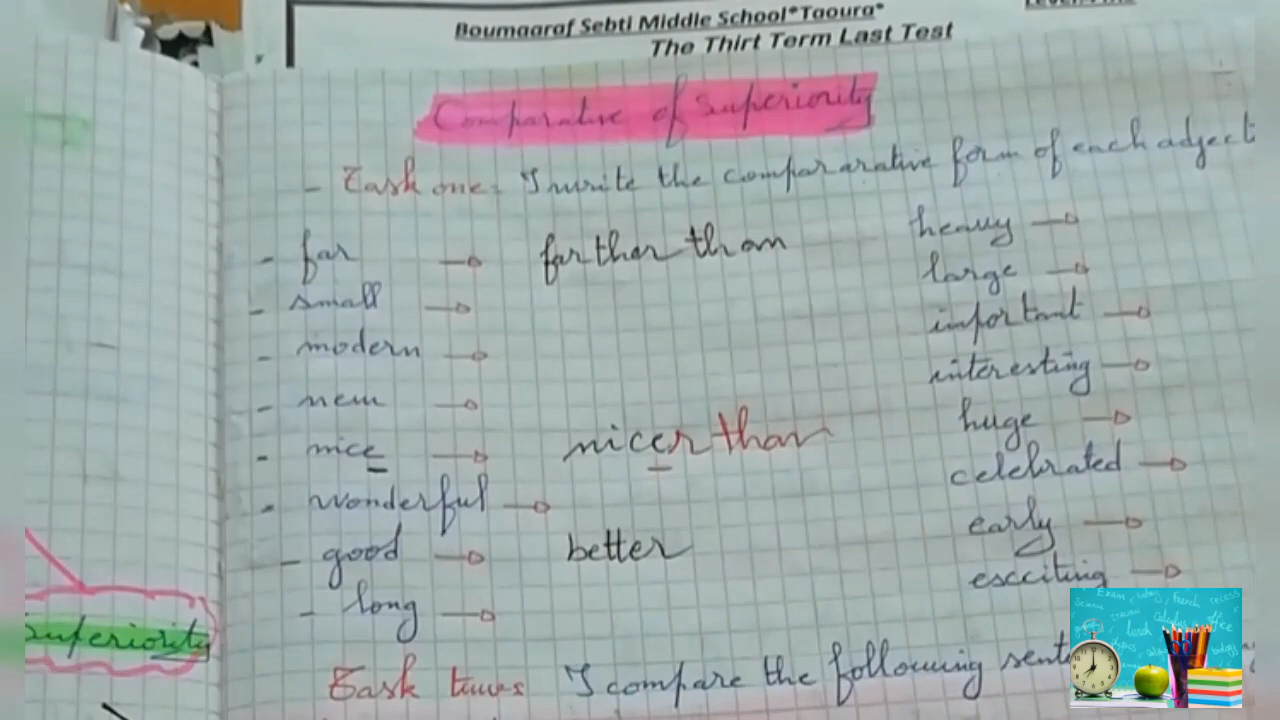 Boumaaraf Sebti Middle School*Taoura*
The Thirt Term Last Test
Comparative of superiority
- Task one: I write the compararative form of each adject
- far → farther than
- small →
- modern →
- new →
- nice → nicer than
- wonderful →
- good → better
- long →
heavy →
large →
important →
interesting →
huge →
celebrated →
early →
escciting →
superiority
Task two: I compare the following sent